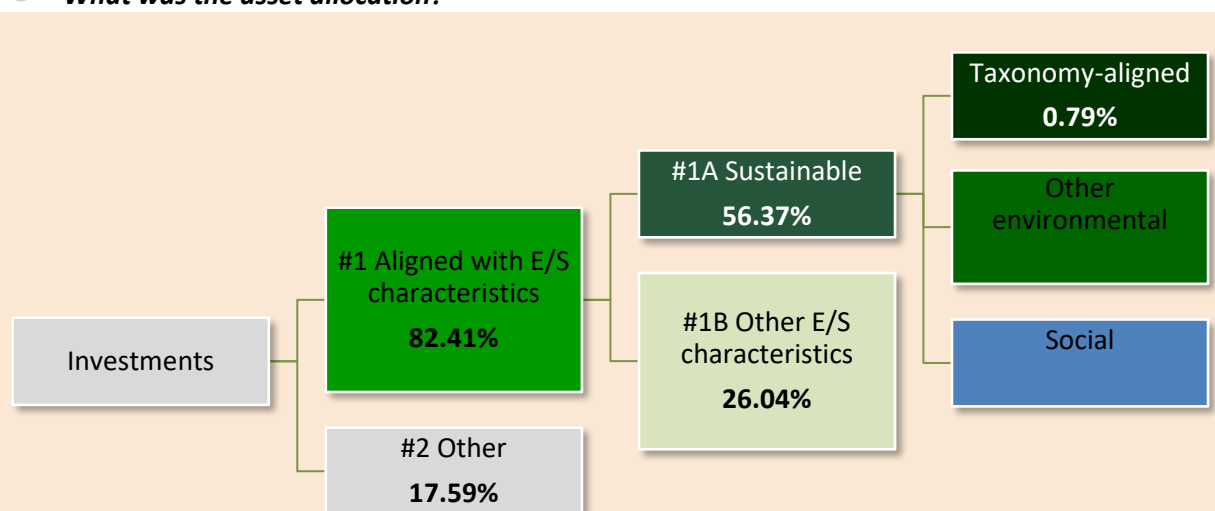 What was the asset allocation?
Investments
#1 Aligned with E/S
characteristics
82.41%
#2 Other
17.59%
#1A Sustainable
56.37%
#1B Other E/S
characteristics
26.04%
Taxonomy-aligned
0.79%
Other
environmental
Social